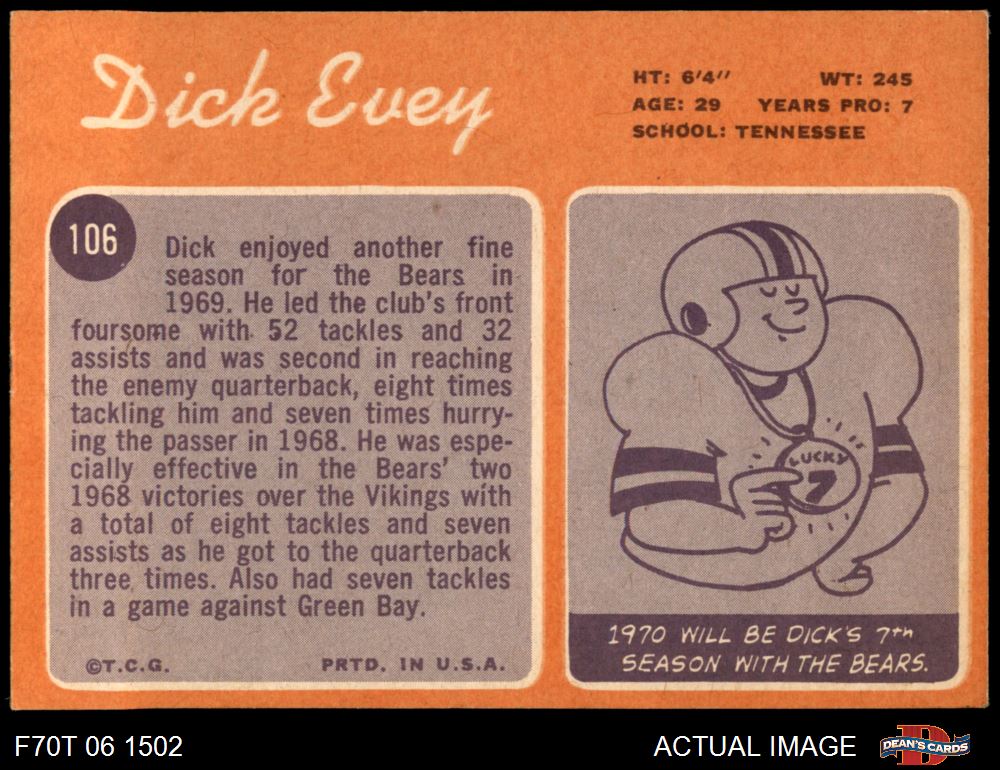 Dick Evey
HT: 6'4" WT: 245
AGE: 29 YEARS PRO: 7
SCHOOL: TENNESSEE
106
Dick enjoyed another fine
season for the Bears in
1969. He led the club's front
foursome with 52 tackles and 32
assists and was second in reaching
the enemy quarterback, eight times
tackling him and seven times hurry-
ing the passer in 1968. He was espe-
cially effective in the Bears' two
1968 victories over the Vikings with
a total of eight tackles and seven
assists as he got to the quarterback
three times. Also had seven tackles
in a game against Green Bay.
©T.C.G. PRTD. IN U.S.A.
LUCKY
7
1970 WILL BE DICK'S 7th
SEASON WITH THE BEARS.
F70T 06 1502
ACTUAL IMAGE
DEAN'S CARDS